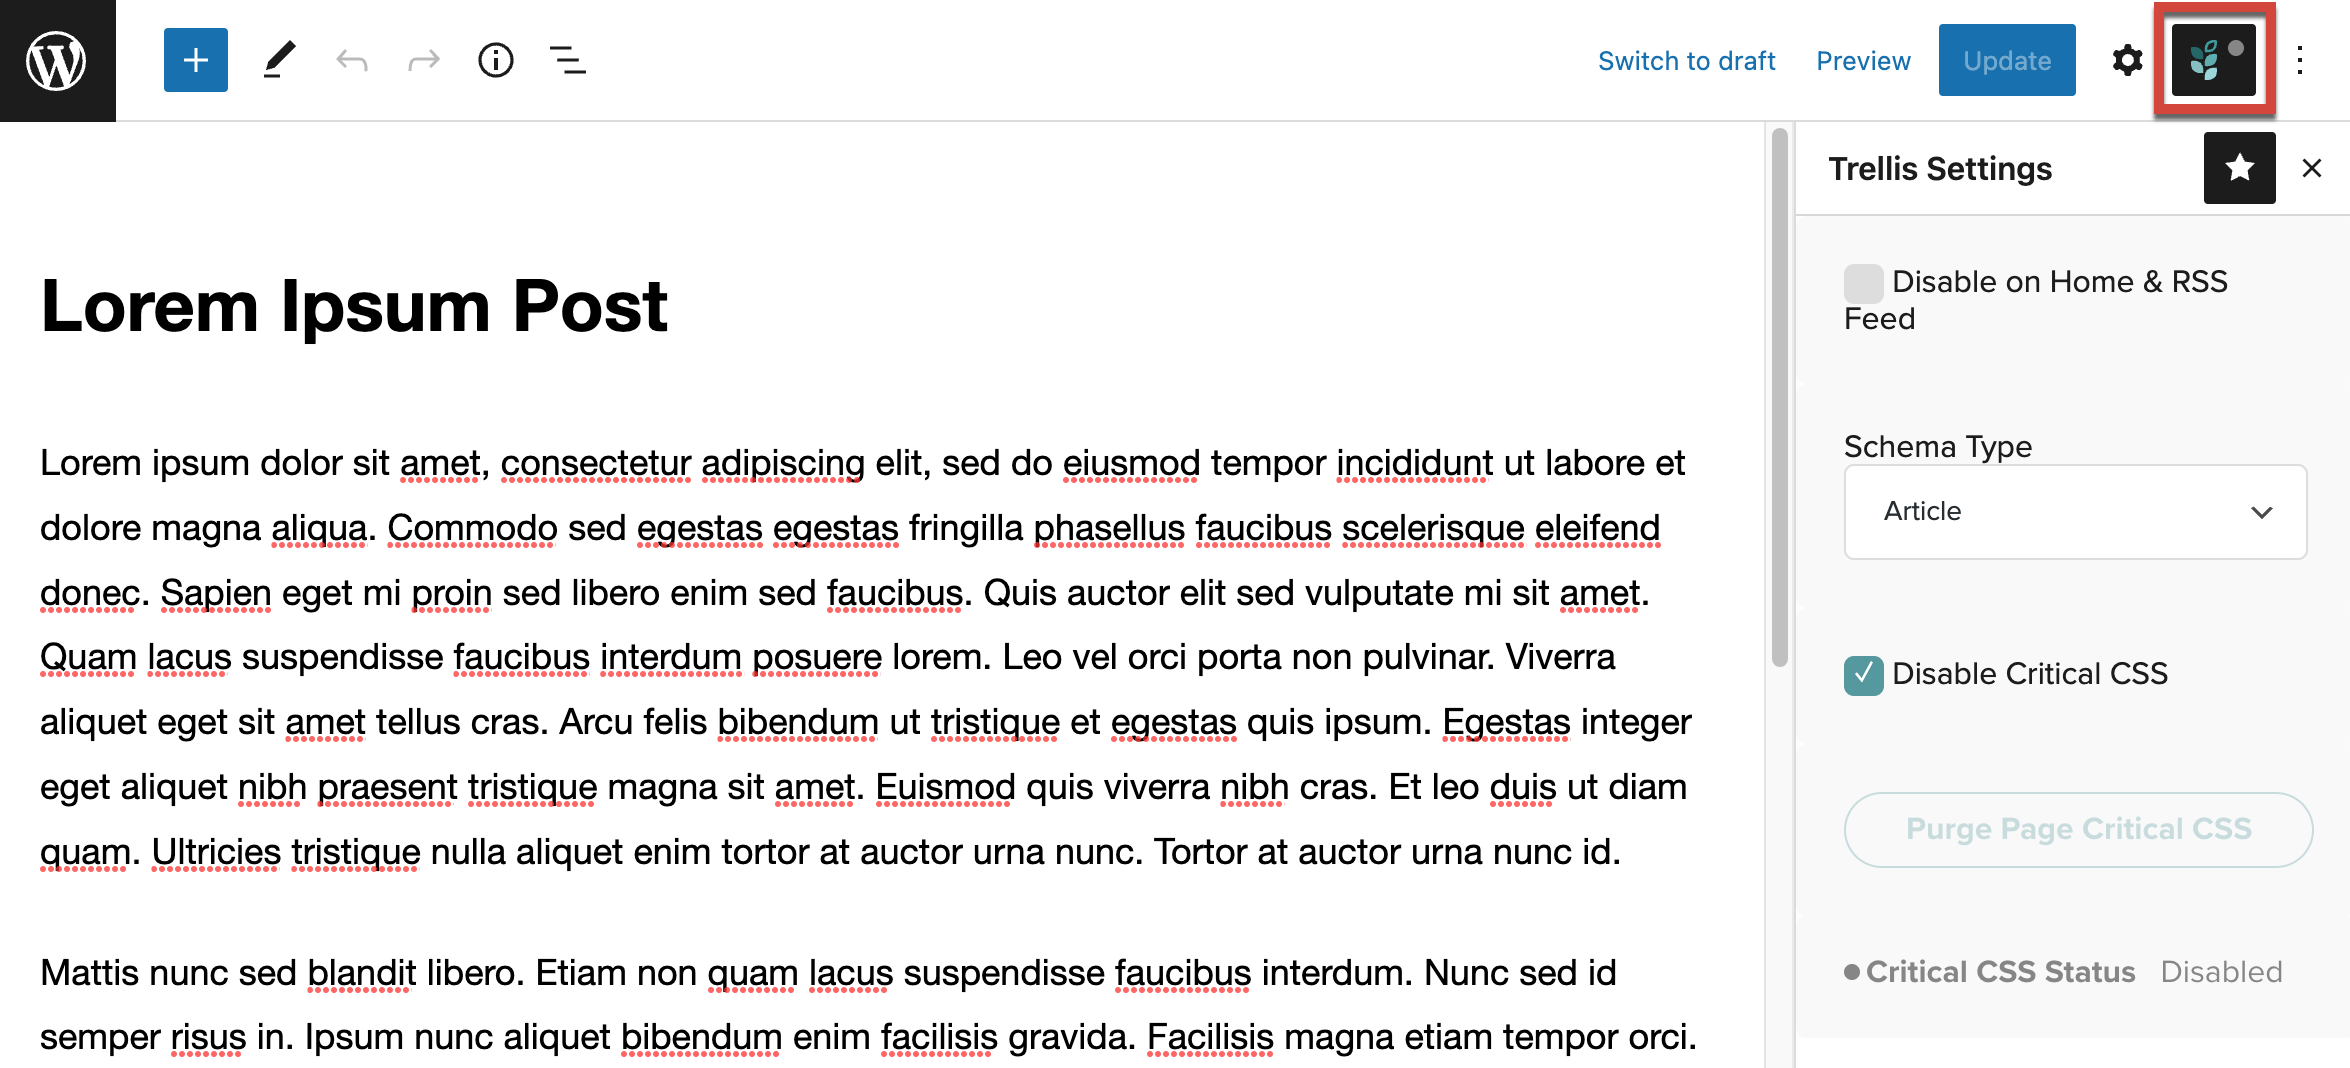 Switch to draft Preview Update
Trellis Settings
Disable on Home & RSS
Feed
Schema Type
Article
Disable Critical CSS
Purge Page Critical CSS
Critical CSS Status Disabled
Lorem Ipsum Post
Lorem ipsum dolor sit amet, consectetur adipiscing elit, sed do eiusmod tempor incididunt ut labore et
dolore magna aliqua. Commodo sed egestas egestas fringilla phasellus faucibus scelerisque eleifend
donec. Sapien eget mi proin sed libero enim sed faucibus. Quis auctor elit sed vulputate mi sit amet.
Quam lacus suspendisse faucibus interdum posuere lorem. Leo vel orci porta non pulvinar. Viverra
aliquet eget sit amet tellus cras. Arcu felis bibendum ut tristique et egestas quis ipsum. Egestas integer
eget aliquet nibh praesent tristique magna sit amet. Euismod quis viverra nibh cras. Et leo duis ut diam
quam. Ultricies tristique nulla aliquet enim tortor at auctor urna nunc. Tortor at auctor urna nunc id.
Mattis nunc sed blandit libero. Etiam non quam lacus suspendisse faucibus interdum. Nunc sed id
semper risus in. Ipsum nunc aliquet bibendum enim facilisis gravida. Facilisis magna etiam tempor orci.